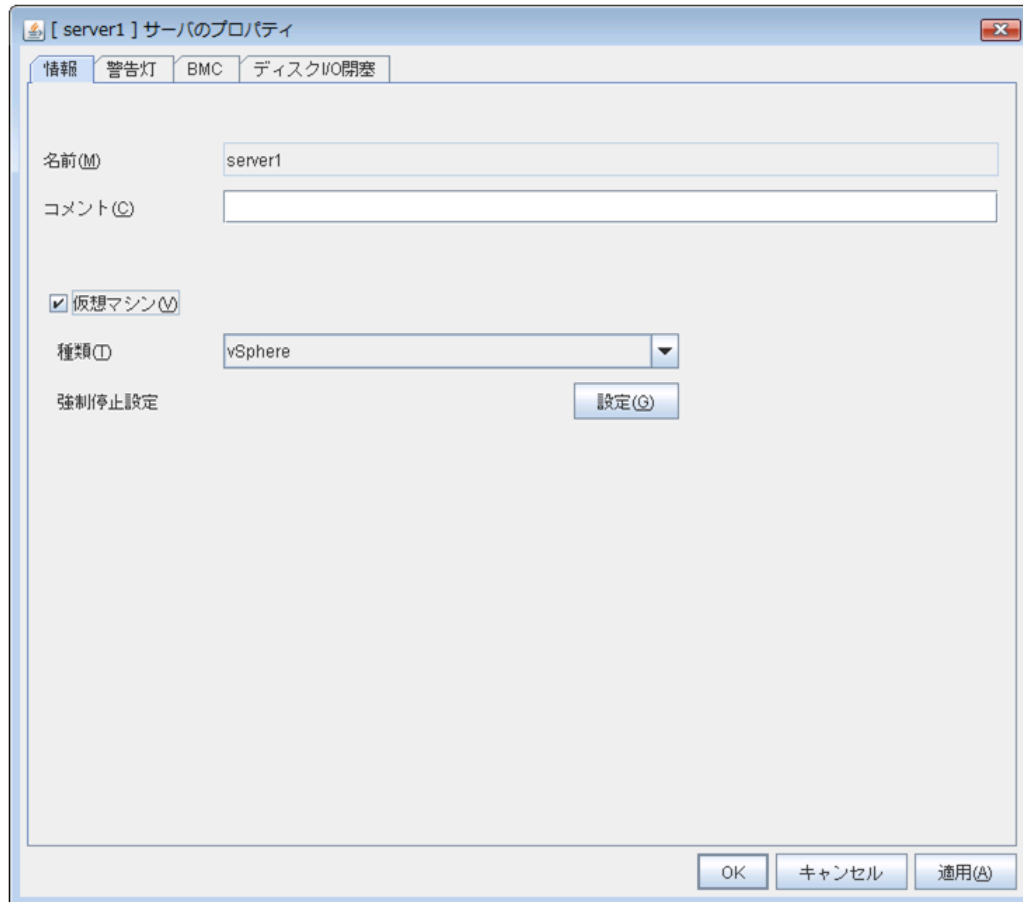 [ server1 ] サーバのプロパティ
情報 警告灯 BMC ディスクI/O閉塞
名前(M) server1
コメント(C)
仮想マシン(V)
種類(T) vSphere
強制停止設定 設定(G)
OK キャンセル 適用(A)